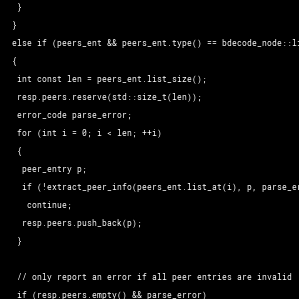 }
}
else if (peers_ent && peers_ent.type() == bdecode_node::li
{
int const len = peers_ent.list_size();
resp.peers.reserve(std::size_t(len));
error_code parse_error;
for (int i = 0; i < len; ++i)
{
peer_entry p;
if (!extract_peer_info(peers_ent.list_at(i), p, parse_er
continue;
resp.peers.push_back(p);
}
// only report an error if all peer entries are invalid
if (resp.peers.empty() && parse_error)